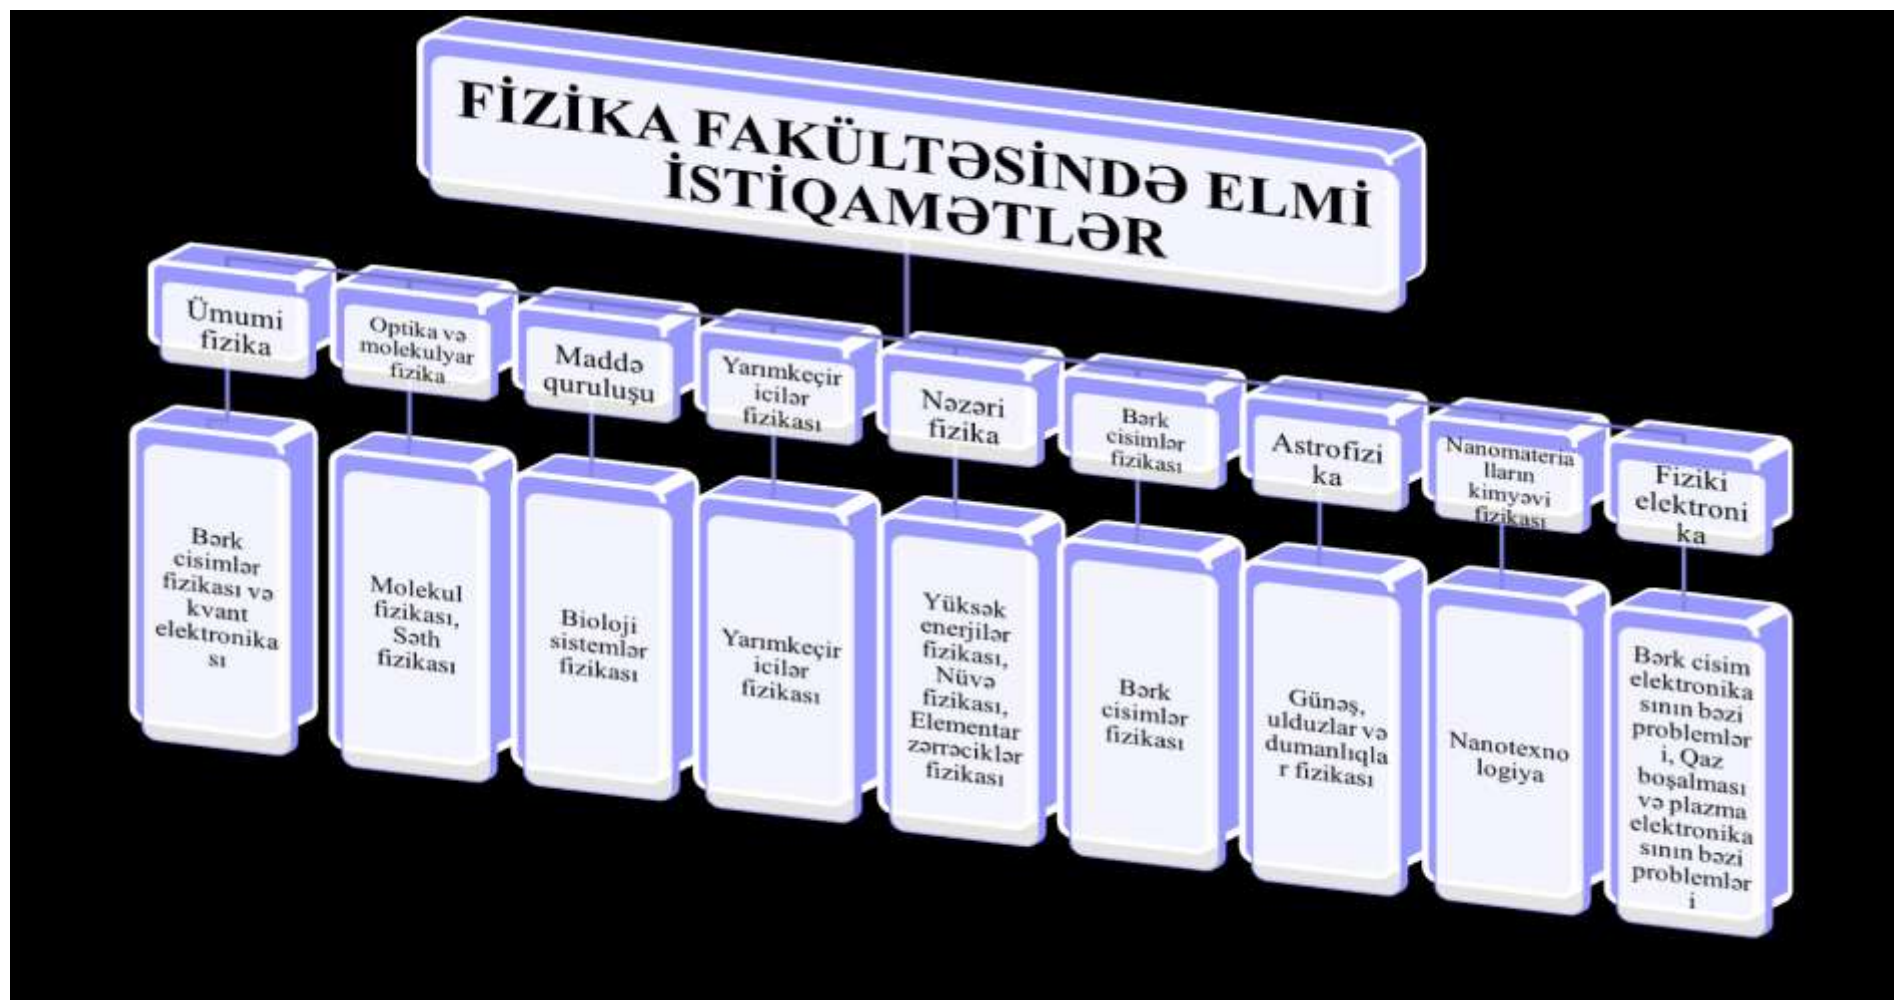 FİZİKA FAKÜLTƏSİNDƏ ELMİ
İSTİQAMƏTLƏR
Ümumi
fizika
Optika və
molekulyar
fizika
Maddə
quruluşu
Yarımkeçir
icilər
fizikası
Nəzəri
fizika
Bərk
cisimlər
fizikası
Astrofizi
ka
Nanomateria
lların
kimyəvi
fizikası
Fiziki
elektroni
ka
Bərk
cisimlər
fizikası və
kvant
elektronika
sı
Molekul
fizikası,
Səth
fizikası
Bioloji
sistemlər
fizikası
Yarımkeçir
icilər
fizikası
Yüksək
enerjilər
fizikası,
Nüvə
fizikası,
Elementar
zərrəciklər
fizikası
Bərk
cisimlər
fizikası
Günəş,
ulduzlar və
dumanlıqla
r fizikası
Nanotexno
logiya
Bərk cisim
elektronika
sının bəzi
problemlər
i, Qaz
boşalması
və plazma
elektronika
sının bəzi
problemlər
i